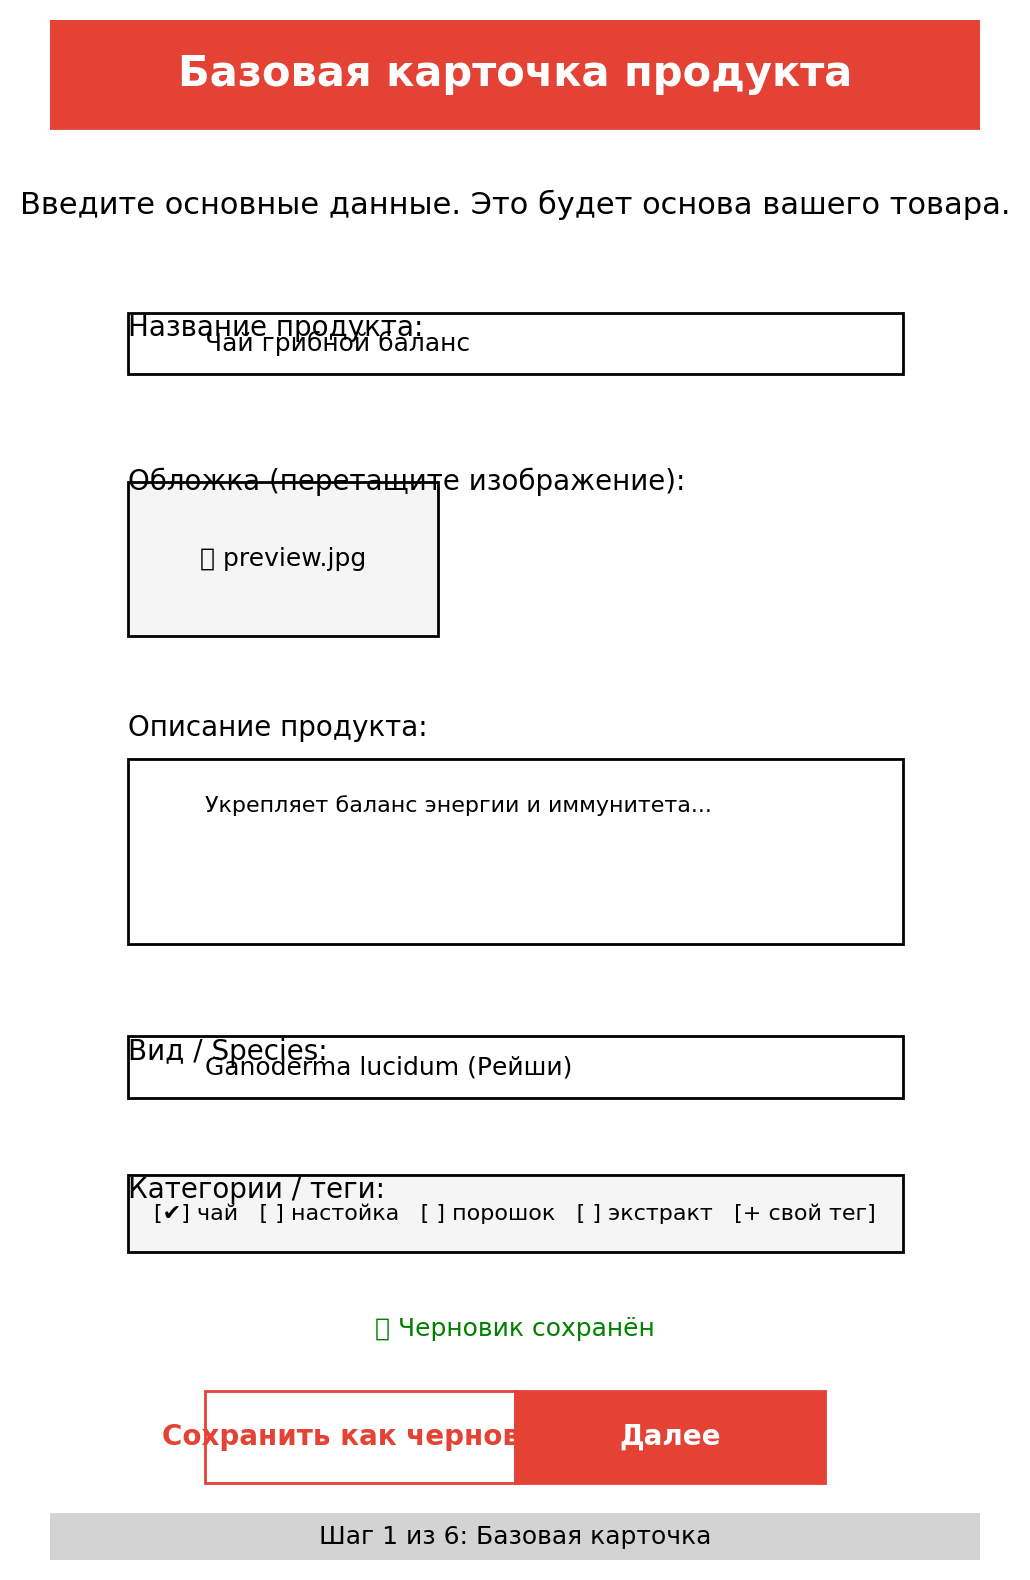 Базовая карточка продукта
Введите основные данные. Это будет основа вашего товара.
Название продукта:
Чай грибной баланс
Обложка (перетащите изображение):
preview.jpg
Описание продукта:
Укрепляет баланс энергии и иммунитета...
Вид / Species:
Ganoderma lucidum (Рейши)
Категории / теги:
[✔] чай [ ] настойка [ ] порошок [ ] экстракт [+ свой тег]
Черновик сохранён
Сохранить как чернов
Далее
Шаг 1 из 6: Базовая карточка